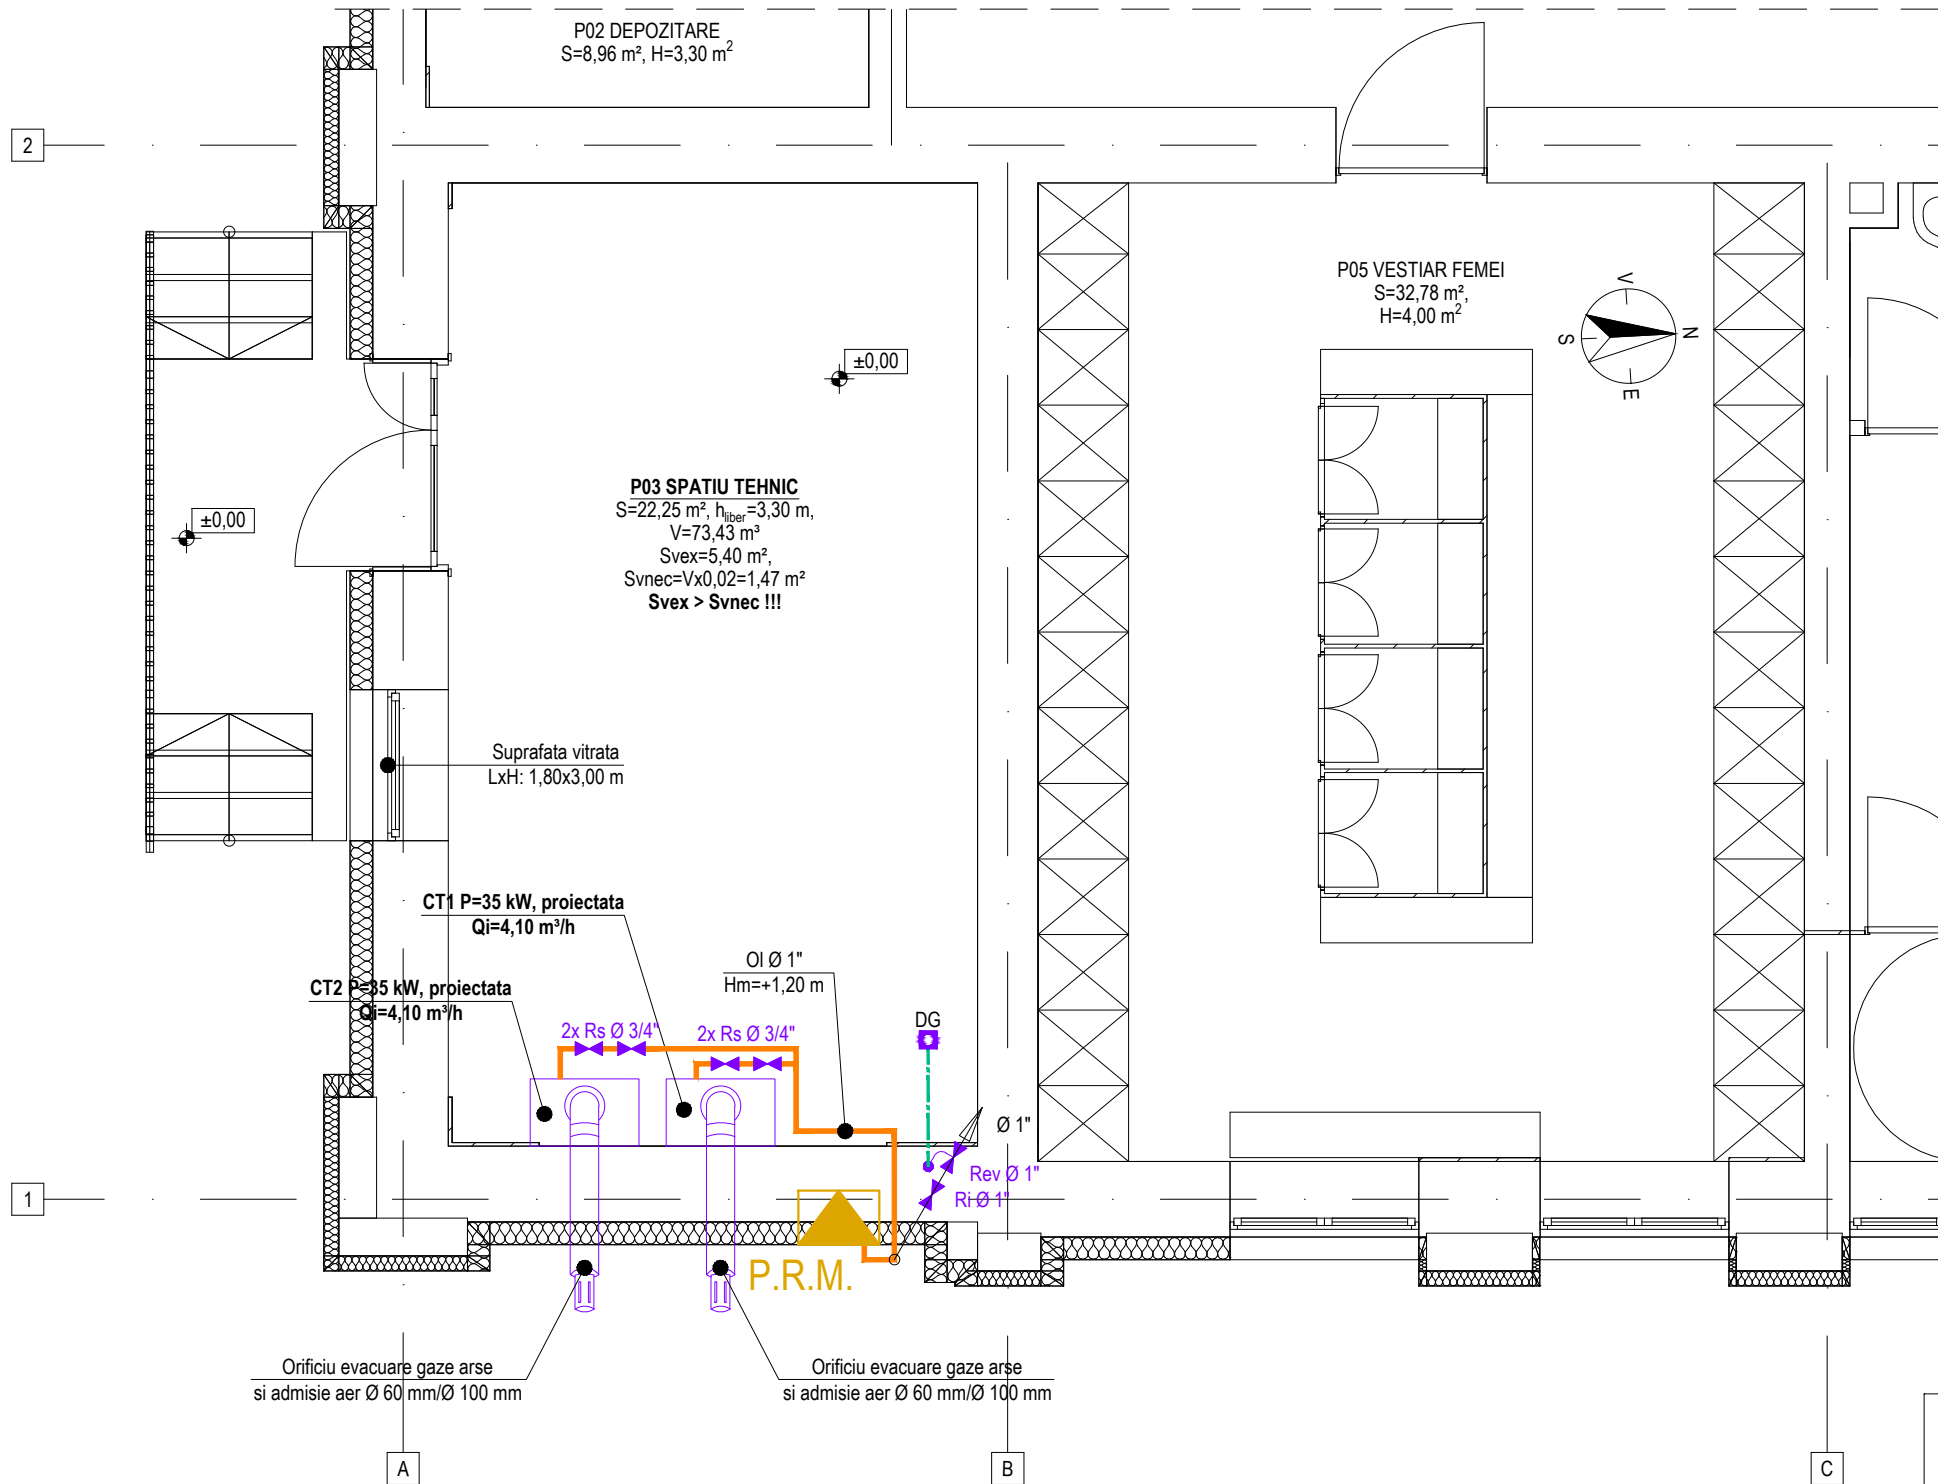 P02 DEPOZITARE
S=8,96 m², H=3,30 m²
2
P05 VESTIAR FEMEI
S=32,78 m²,
H=4,00 m²
V
S
N
E
±0,00
±0,00
P03 SPATIU TEHNIC
S=22,25 m², hliber=3,30 m,
V=73,43 m³
Svex=5,40 m²,
Svnec=Vx0,02=1,47 m²
Svex > Svnec !!!
Suprafata vitrata
LxH: 1,80x3,00 m
CT1 P=35 kW, proiectata
Qi=4,10 m³/h
CT2 P=35 kW, proiectata
Qi=4,10 m³/h
Ol Ø 1"
Hm=+1,20 m
2x Rs Ø 3/4"
2x Rs Ø 3/4"
DG
Ø 1"
Rev Ø 1"
Ri Ø 1"
1
P.R.M.
Orificiu evacuare gaze arse
si admisie aer Ø 60 mm/Ø 100 mm
Orificiu evacuare gaze arse
si admisie aer Ø 60 mm/Ø 100 mm
A
B
C